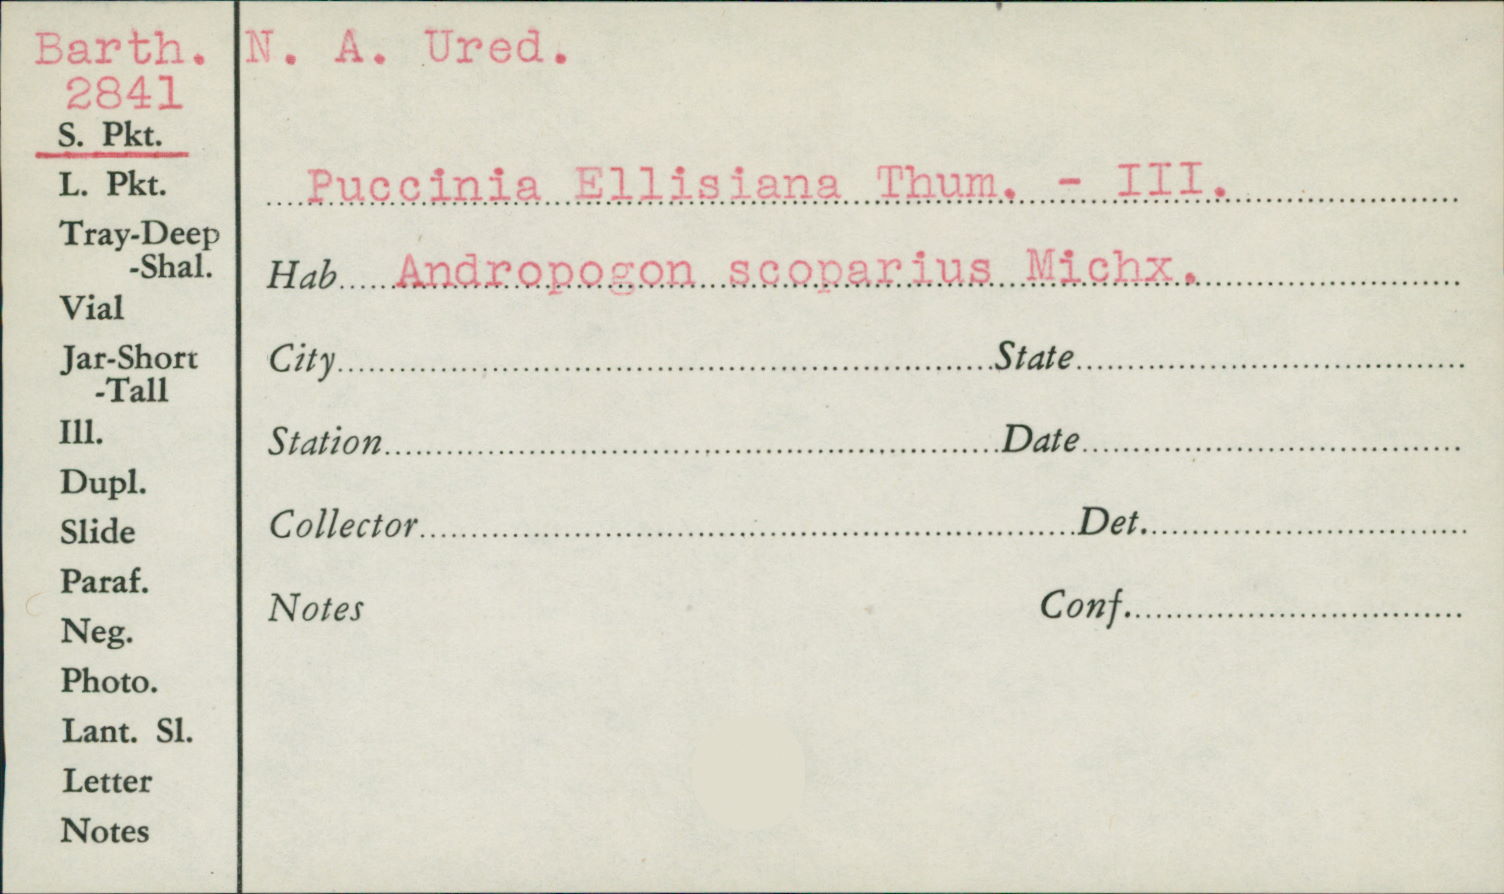 Barth. N. A. Ured.
2841
S. Pkt.
L. Pkt.
Tray-Deep
-Shal.
Vial
Jar-Short
-Tall
Ill.
Dupl.
Slide
Paraf.
Neg.
Photo.
Lant. Sl.
Letter
Notes
Puccinia Ellisiana Thum. - III.
Hab Andropogon scoparius Michx.
City State
Station Date
Collector Det.
Notes Conf.